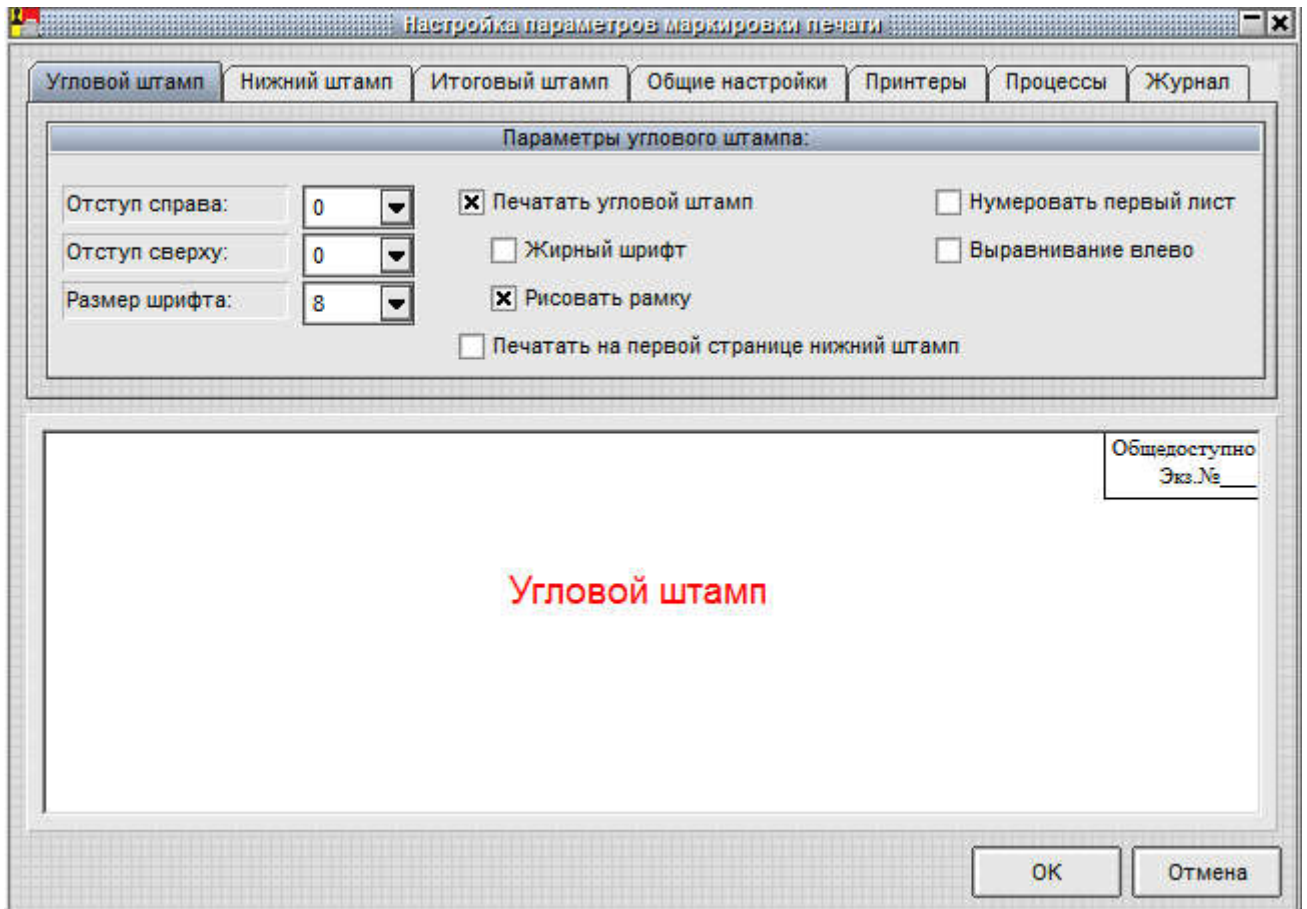 Настройка параметров маркировки печати
Угловой штамп Нижний штамп Итоговый штамп Общие настройки Принтеры Процессы Журнал
Параметры углового штампа:
Отступ справа: 0 Печатать угловой штамп Нумеровать первый лист
Отступ сверху: 0 Жирный шрифт Выравнивание влево
Размер шрифта: 8 Рисовать рамку
Печатать на первой странице нижний штамп
Общедоступно
Экз.№___
Угловой штамп
OK Отмена